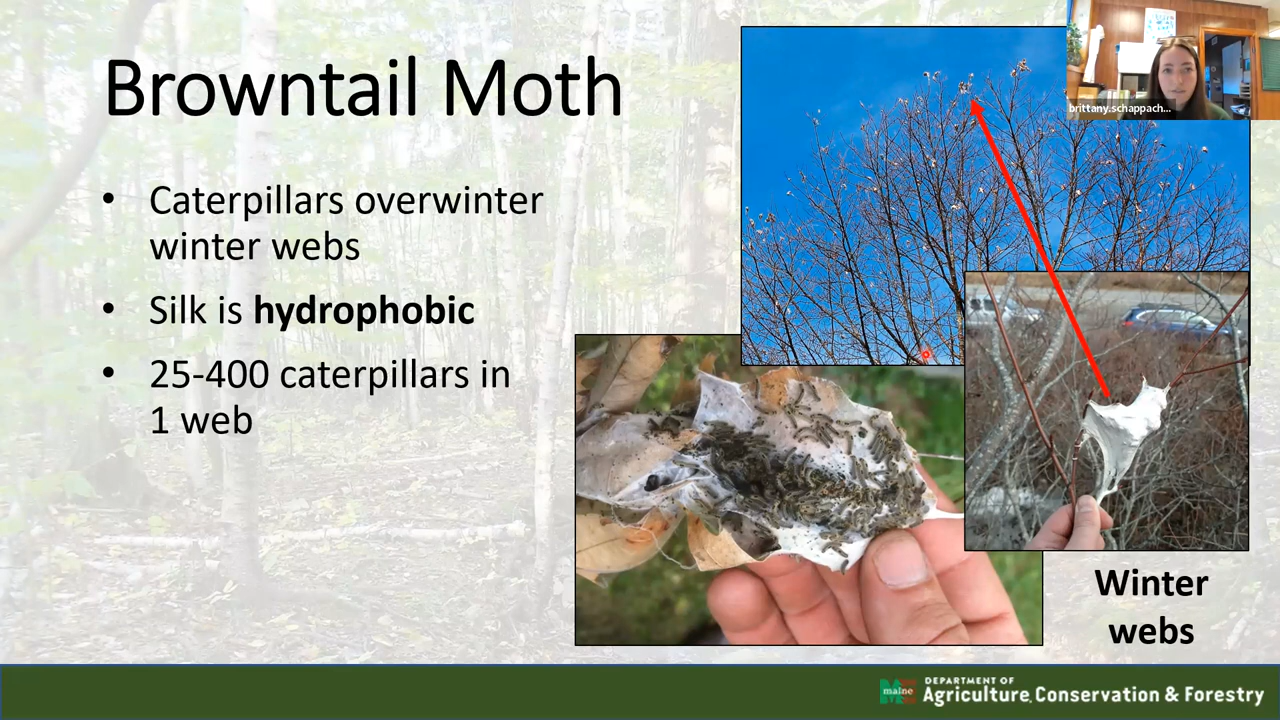 Browntail Moth
• Caterpillars overwinter
winter webs
• Silk is hydrophobic
• 25-400 caterpillars in
1 web
brittany.schappach...
Winter
webs
maine
DEPARTMENT OF
Agriculture, Conservation & Forestry